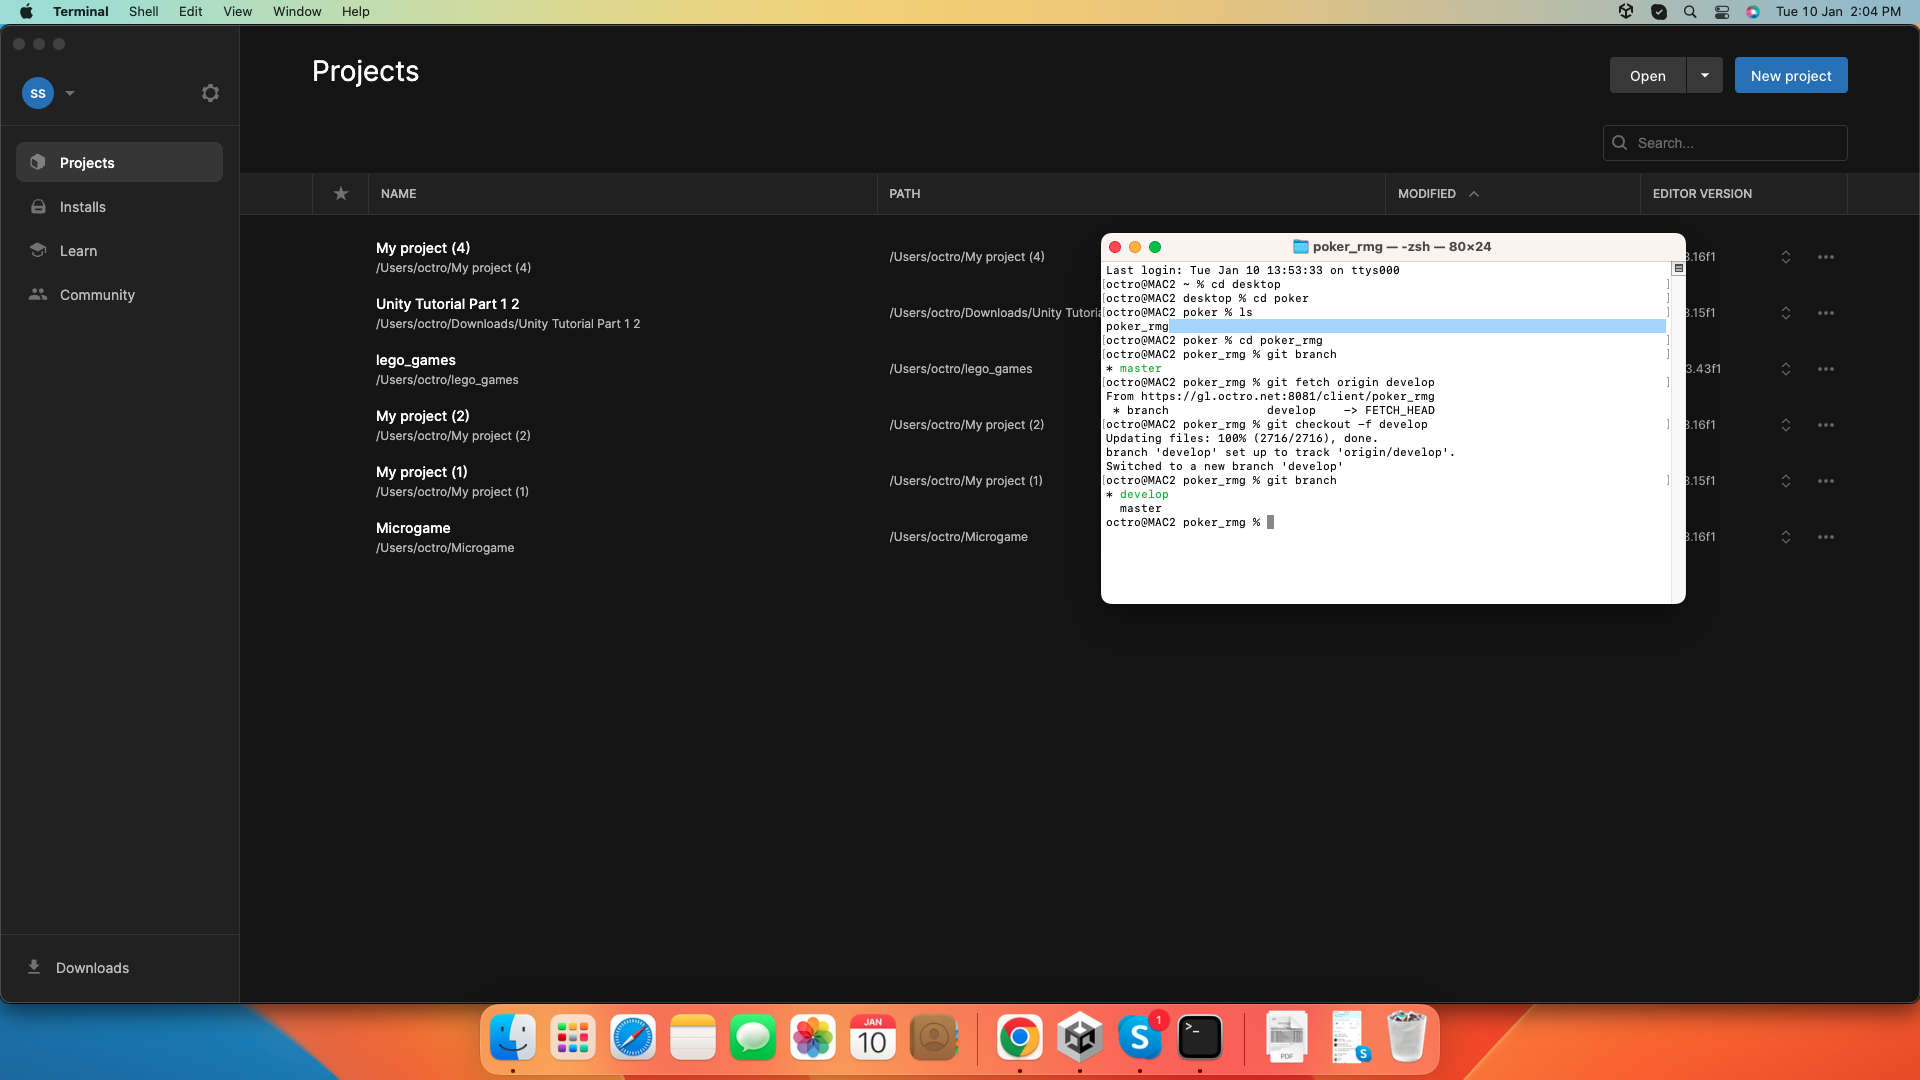 Terminal Shell Edit View Window Help Tue 10 Jan 2:04 PM
SS
Projects
Installs
Learn
Community
Downloads
Projects
Open
New project
Search...
NAME PATH MODIFIED EDITOR VERSION
My project (4)
/Users/octro/My project (4)
/Users/octro/My project (4)
.16f1
Unity Tutorial Part 1 2
/Users/octro/Downloads/Unity Tutorial Part 1 2
/Users/octro/Downloads/Unity Tutoria
.15f1
lego_games
/Users/octro/lego_games
/Users/octro/lego_games
3.43f1
My project (2)
/Users/octro/My project (2)
/Users/octro/My project (2)
.16f1
My project (1)
/Users/octro/My project (1)
/Users/octro/My project (1)
.15f1
Microgame
/Users/octro/Microgame
/Users/octro/Microgame
.16f1
poker_rmg — -zsh — 80×24
Last login: Tue Jan 10 13:53:33 on ttys000
[octro@MAC2 ~ % cd desktop ]
[octro@MAC2 desktop % cd poker ]
[octro@MAC2 poker % ls ]
poker_rmg
[octro@MAC2 poker % cd poker_rmg ]
[octro@MAC2 poker_rmg % git branch ]
* master
[octro@MAC2 poker_rmg % git fetch origin develop ]
From https://gl.octro.net:8081/client/poker_rmg
* branch develop -> FETCH_HEAD
[octro@MAC2 poker_rmg % git checkout -f develop ]
Updating files: 100% (2716/2716), done.
branch 'develop' set up to track 'origin/develop'.
Switched to a new branch 'develop'
[octro@MAC2 poker_rmg % git branch ]
* develop
master
octro@MAC2 poker_rmg %
JAN
10
S
1
>_
PDF
S